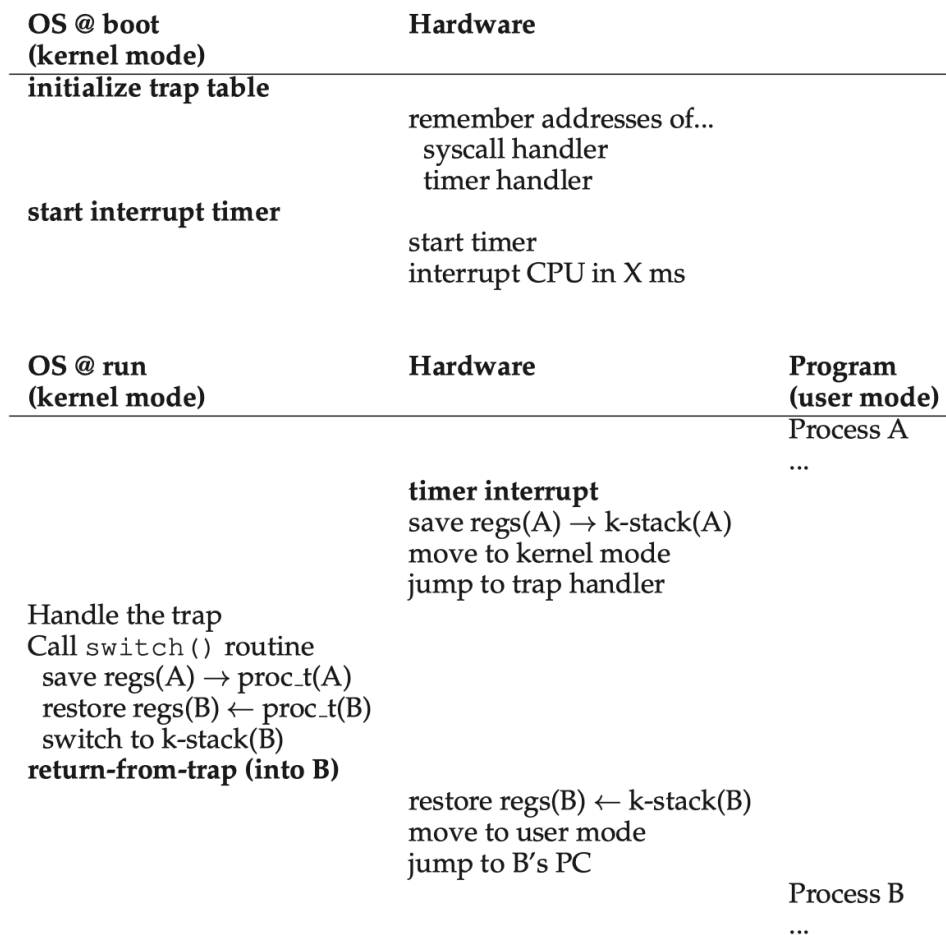 OS @ boot Hardware
(kernel mode)
initialize trap table
remember addresses of...
syscall handler
timer handler
start interrupt timer
start timer
interrupt CPU in X ms
OS @ run Hardware Program
(kernel mode) (user mode)
Process A
...
timer interrupt
save regs(A) → k-stack(A)
move to kernel mode
jump to trap handler
Handle the trap
Call switch() routine
save regs(A) → proc_t(A)
restore regs(B) ← proc_t(B)
switch to k-stack(B)
return-from-trap (into B)
restore regs(B) ← k-stack(B)
move to user mode
jump to B's PC
Process B
...